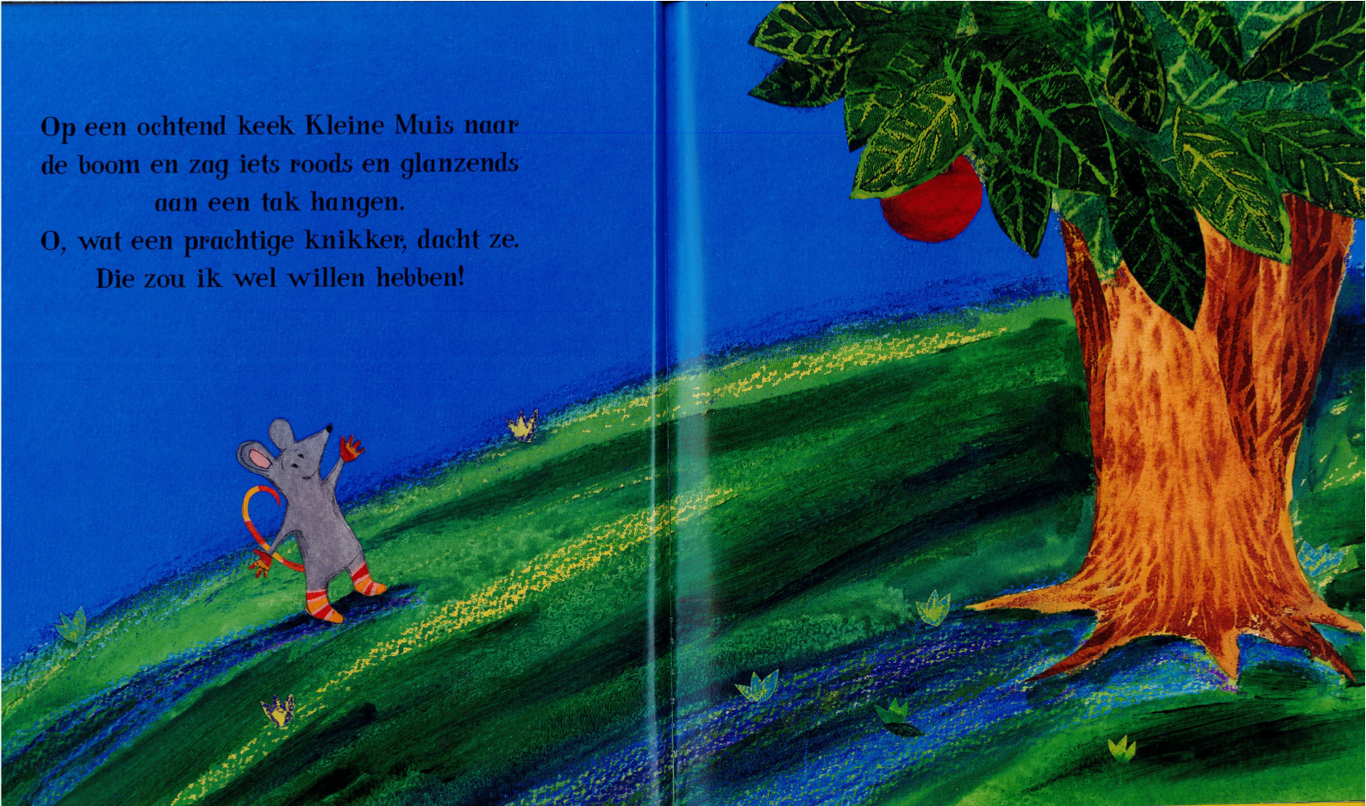 Op een ochtend keek Kleine Muis naar
de boom en zag iets roods en glanzends
aan een tak hangen.
O, wat een prachtige knikker, dacht ze.
Die zou ik wel willen hebben!